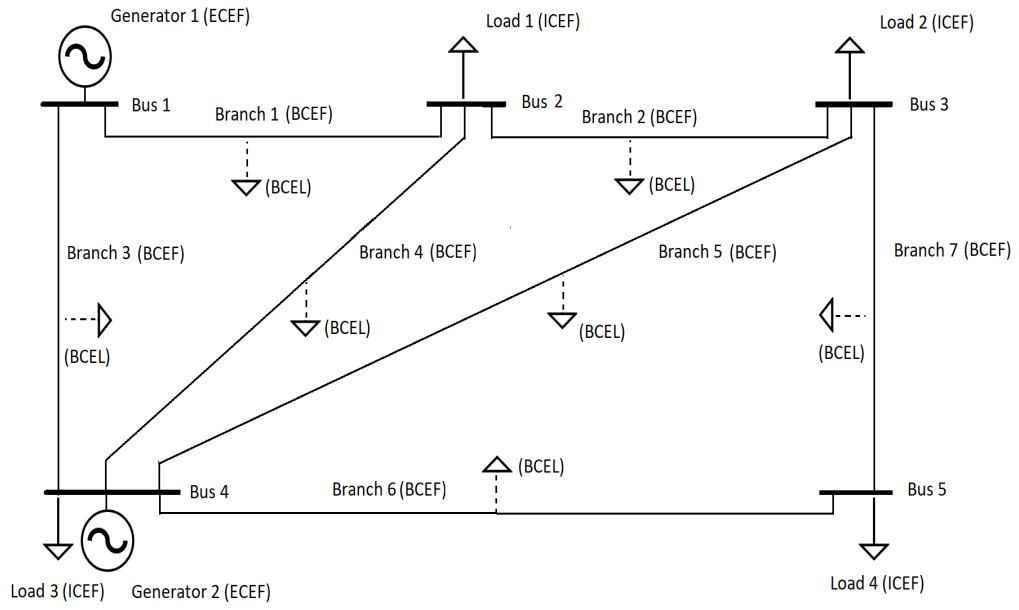 Generator 1 (ECEF)
Load 1 (ICEF)
Load 2 (ICEF)
Bus 1
Bus 2
Bus 3
Branch 1 (BCEF)
Branch 2 (BCEF)
(BCEL)
(BCEL)
Branch 3 (BCEF)
Branch 4 (BCEF)
Branch 5 (BCEF)
Branch 7 (BCEF)
(BCEL)
(BCEL)
(BCEL)
(BCEL)
Bus 4
Branch 6 (BCEF)
(BCEL)
Bus 5
Load 3 (ICEF)
Generator 2 (ECEF)
Load 4 (ICEF)